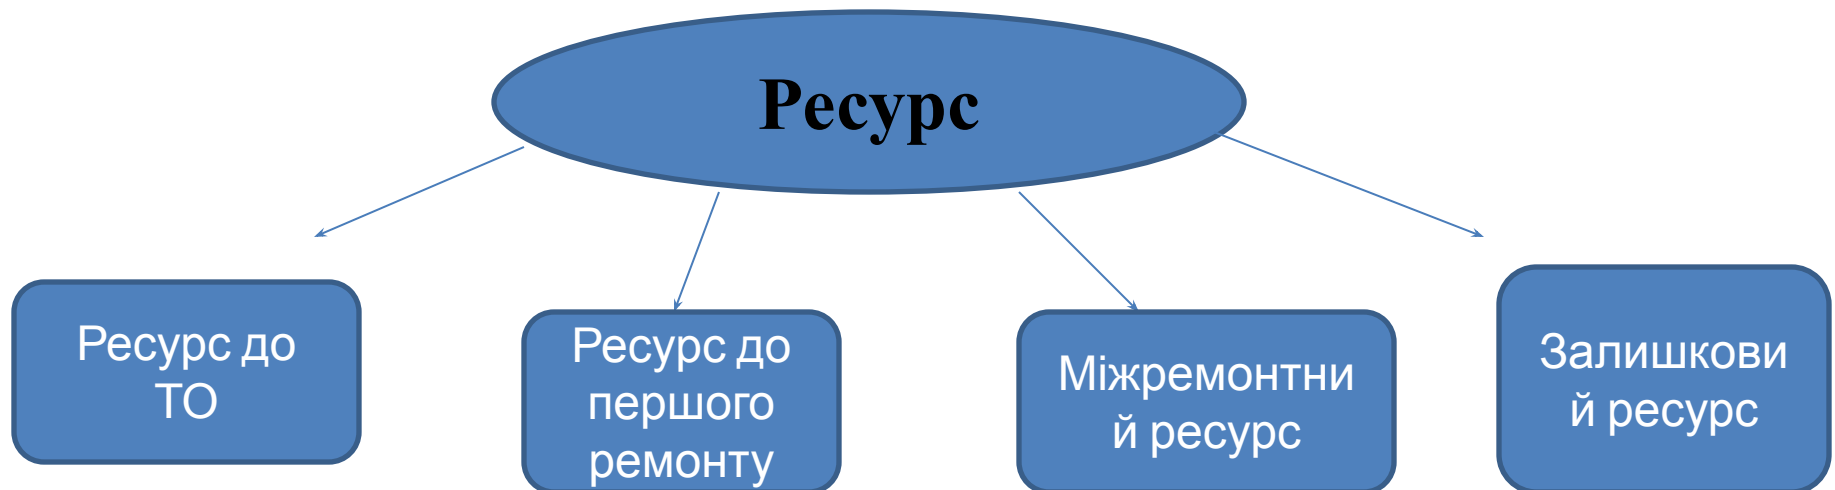 Ресурс
Ресурс до
ТО
Ресурс до
першого
ремонту
Міжремонтни
й ресурс
Залишкови
й ресурс